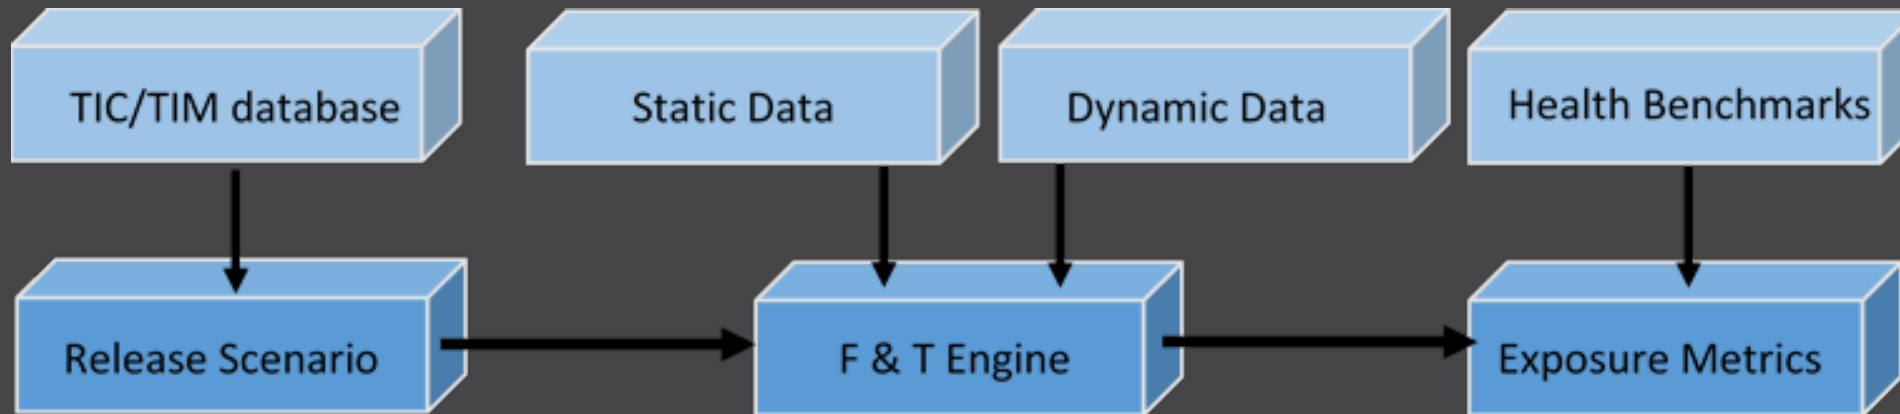 TIC/TIM database
Static Data
Dynamic Data
Health Benchmarks
Release Scenario
F & T Engine
Exposure Metrics